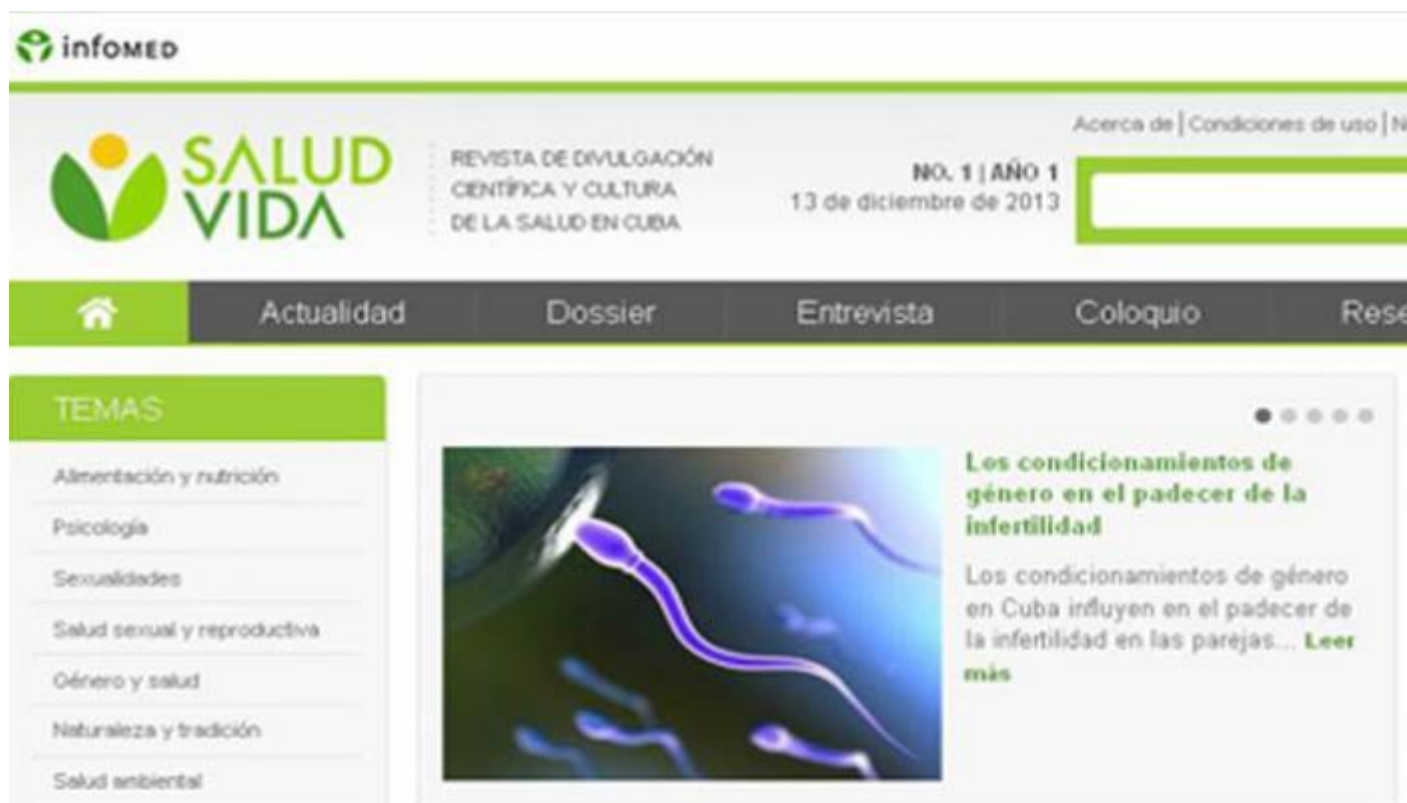 infoMED
Acerca de | Condiciones de uso |
SALUD
VIDA
REVISTA DE DIVULGACIÓN
CIENTÍFICA Y CULTURA
DE LA SALUD EN CUBA
NO. 1 | AÑO 1
13 de diciembre de 2013
Actualidad
Dossier
Entrevista
Coloquio
TEMAS
Alimentación y nutrición
Psicología
Sexualidades
Salud sexual y reproductiva
Género y salud
Naturaleza y tradición
Salud ambiental
Los condicionamientos de
género en el padecer de la
infertilidad
Los condicionamientos de género
en Cuba influyen en el padecer de
la infertilidad en las parejas... Leer
más